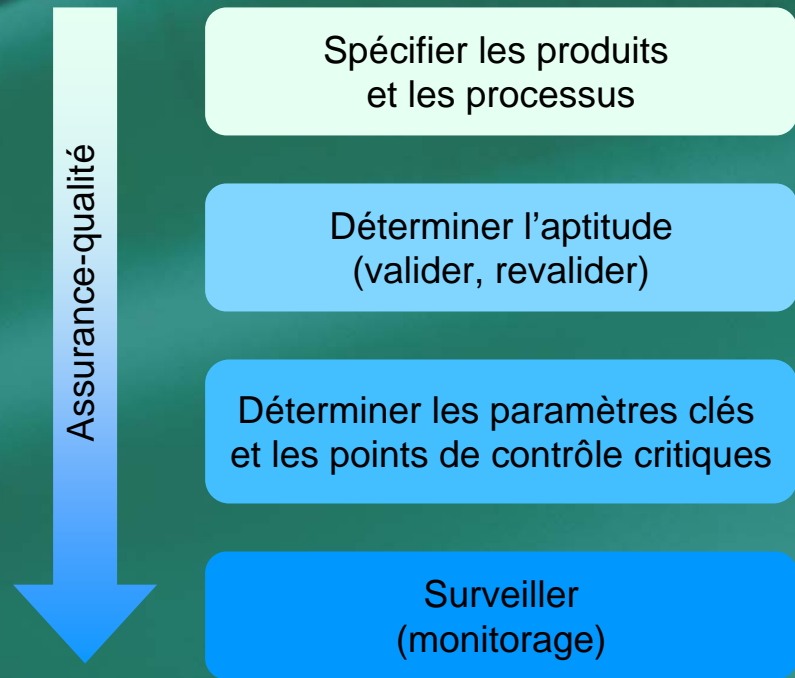 Assurance-qualité
Spécifier les produits
et les processus
Déterminer l’aptitude
(valider, revalider)
Déterminer les paramètres clés
et les points de contrôle critiques
Surveiller
(monitorage)